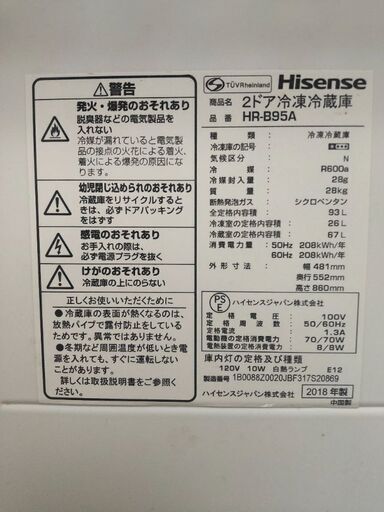 ⚠警告
発火・爆発のおそれあり
脱臭器などの電気製品を
入れない
冷媒が漏れていると電気製
品の接点の火花による着火、
着火により爆発の原因にな
ります。
幼児閉じ込められのおそれあり
冷蔵庫をリサイクルすると
きは、必ずドアパッキング
をはずす
感電のおそれあり
お手入れの際は、
必ず電源プラグを抜く
けがのおそれあり
冷蔵庫の上にのらない
正しくお使いいただくために
●冷蔵庫の表面が熱くなるのは、
放熱パイプで露付防止をしている
ためです。異常ではありません。
●冬期など周囲温度が低いとき電
源を入れても、すぐに運転しない
ことがあります。
詳しくは取扱説明書をごらんください。
TÜVRheinland
Hisense
商品名 2ドア冷凍冷蔵庫
品番 HR-B95A
種類 冷凍冷蔵庫
冷凍庫の記号
気候区分 N
冷媒 R600a
冷媒封入量 28g
質量 28kg
断熱発泡ガス シクロペンタン
全定格内容積 93L
冷凍室の定格内容積 26L
冷蔵室の定格内容積 67L
消費電力量 50Hz 208kWh/年
60Hz 208kWh/年
外形寸法 幅481mm
奥行552mm
高さ860mm
PSE
ハイセンスジャパン株式会社
定格電圧 100V
定格周波数 50/60Hz
定格電流 1.3A
電動機の定格消費電力 70/70W
電熱装置の定格消費電力 8/8W
庫内灯の定格及び種類
120V 10W 白熱ランプ E12
製造番号 1B0088Z0020JBF317S20869
ハイセンスジャパン株式会社
2018年製
中国製